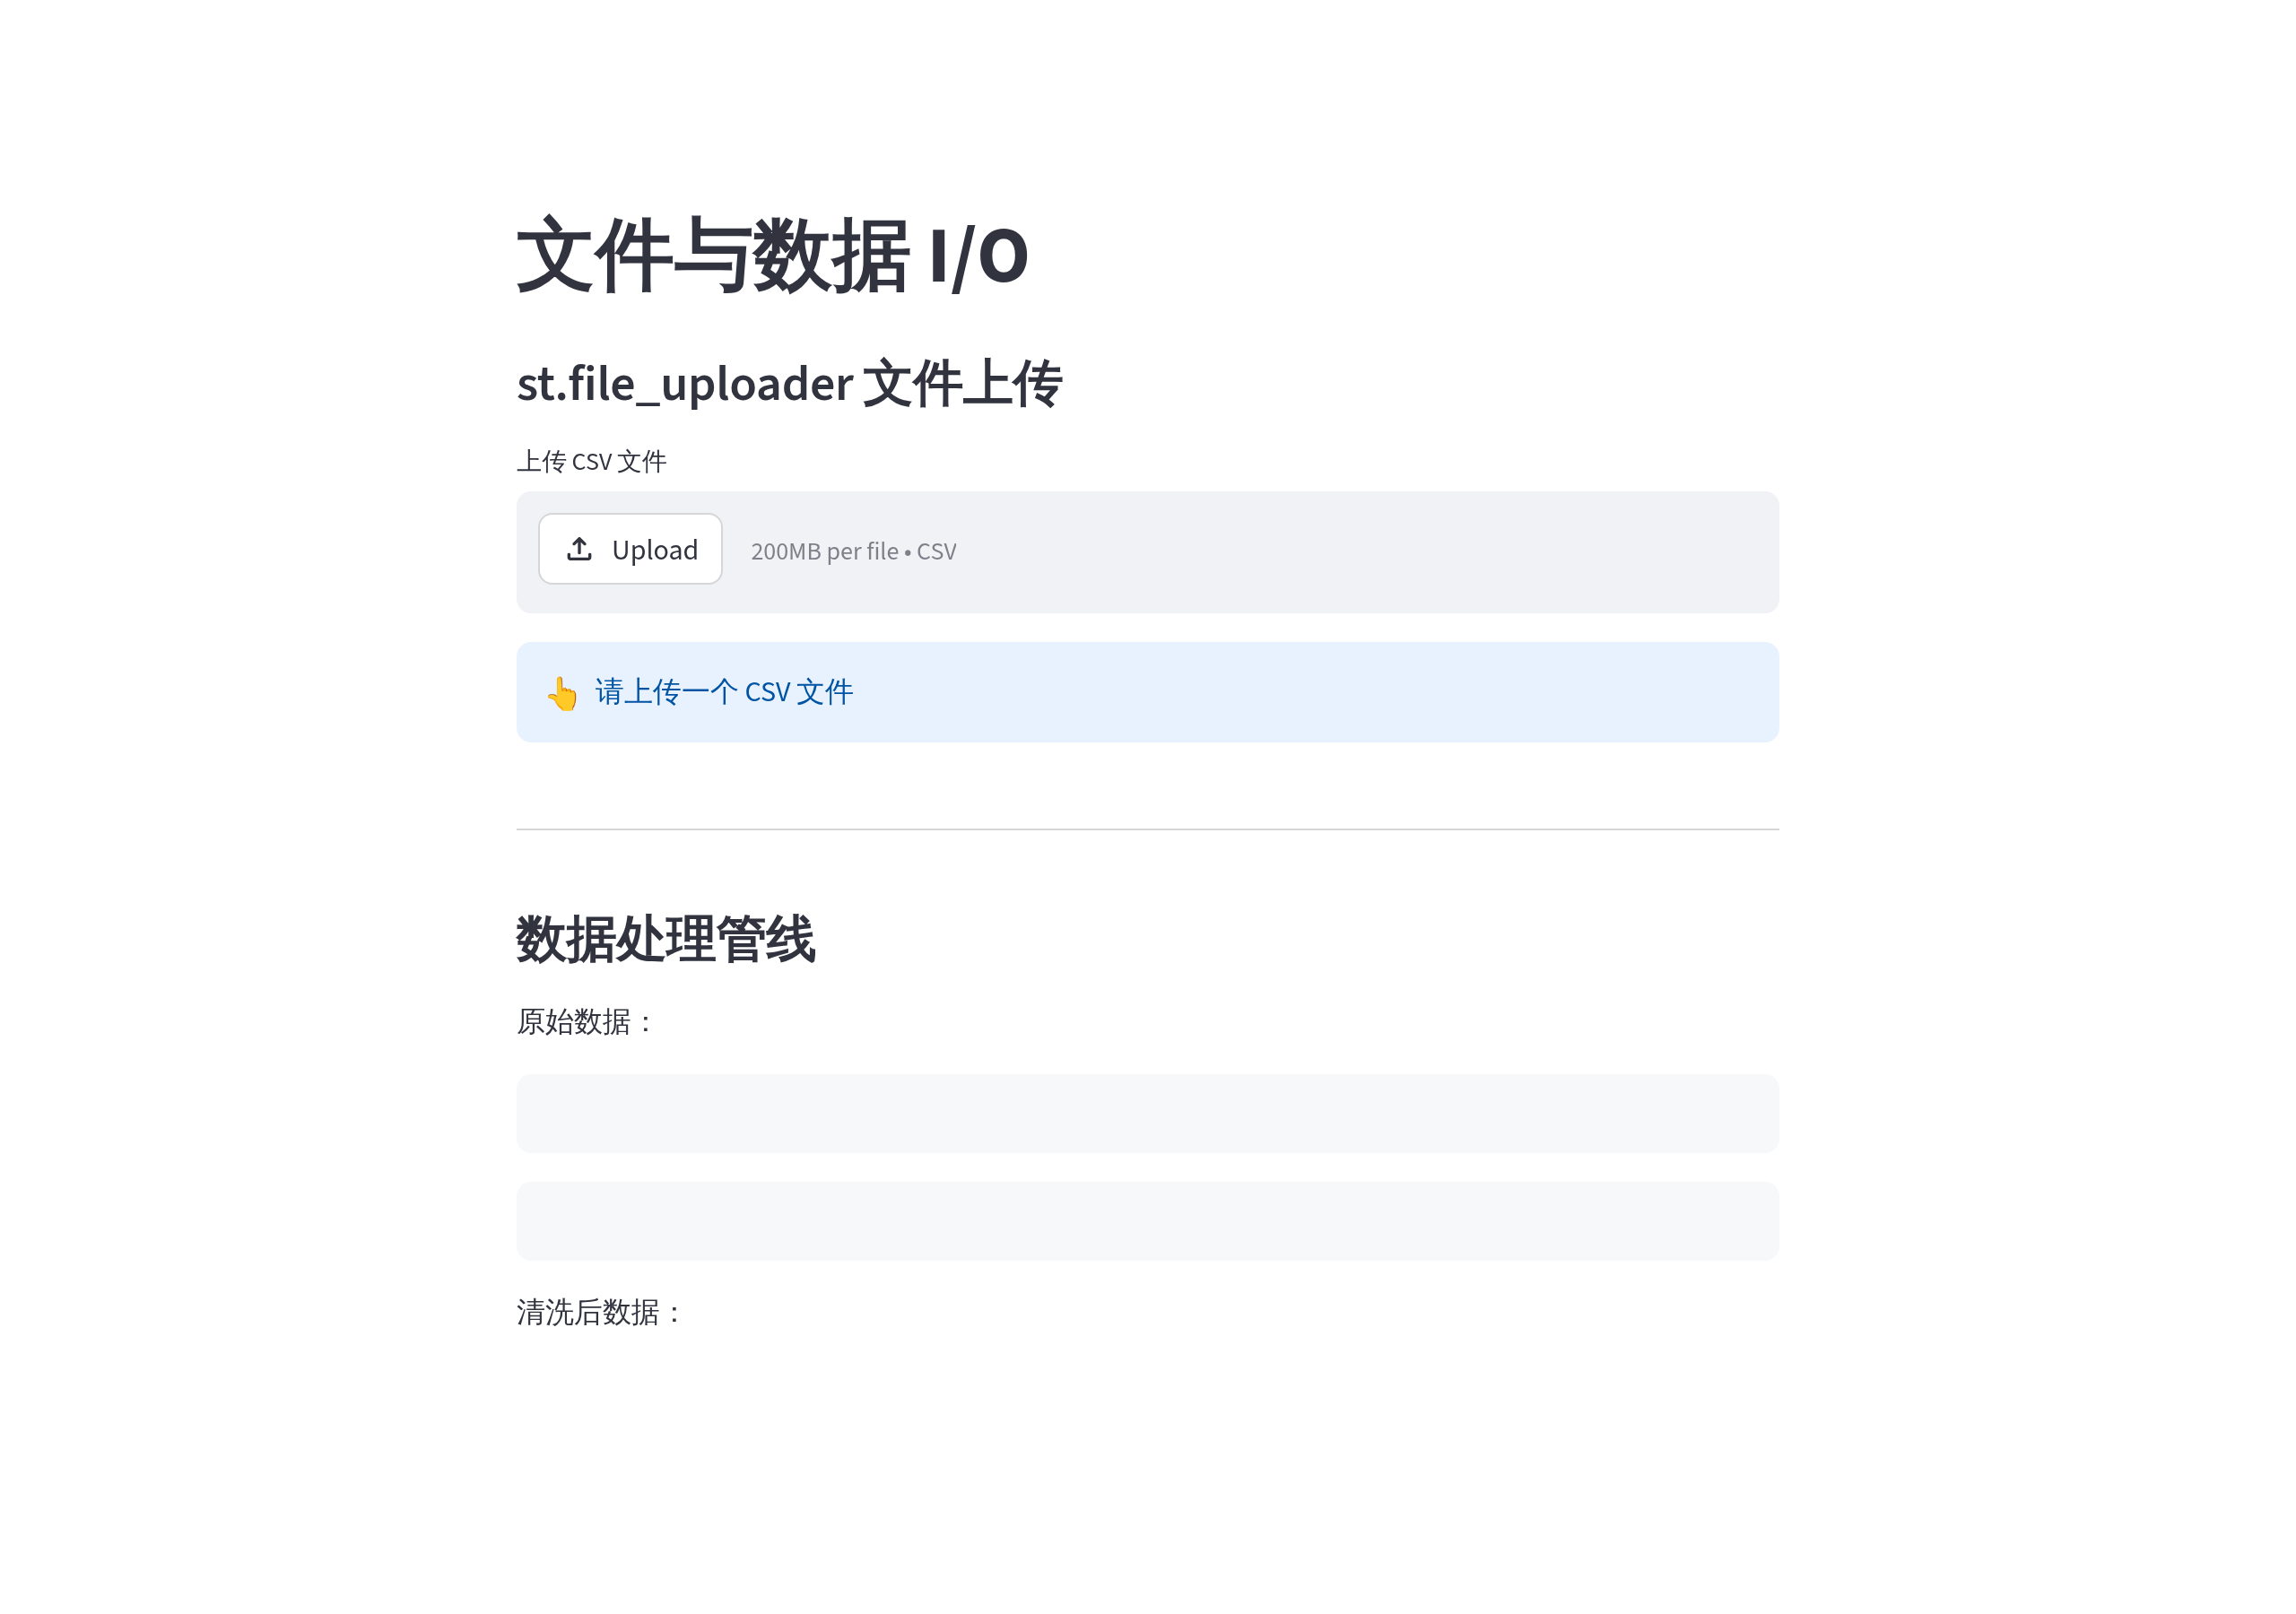 文件与数据 I/O
st.file_uploader 文件上传
上传 CSV 文件
Upload 200MB per file • CSV
👆 请上传一个 CSV 文件
数据处理管线
原始数据：
清洗后数据：